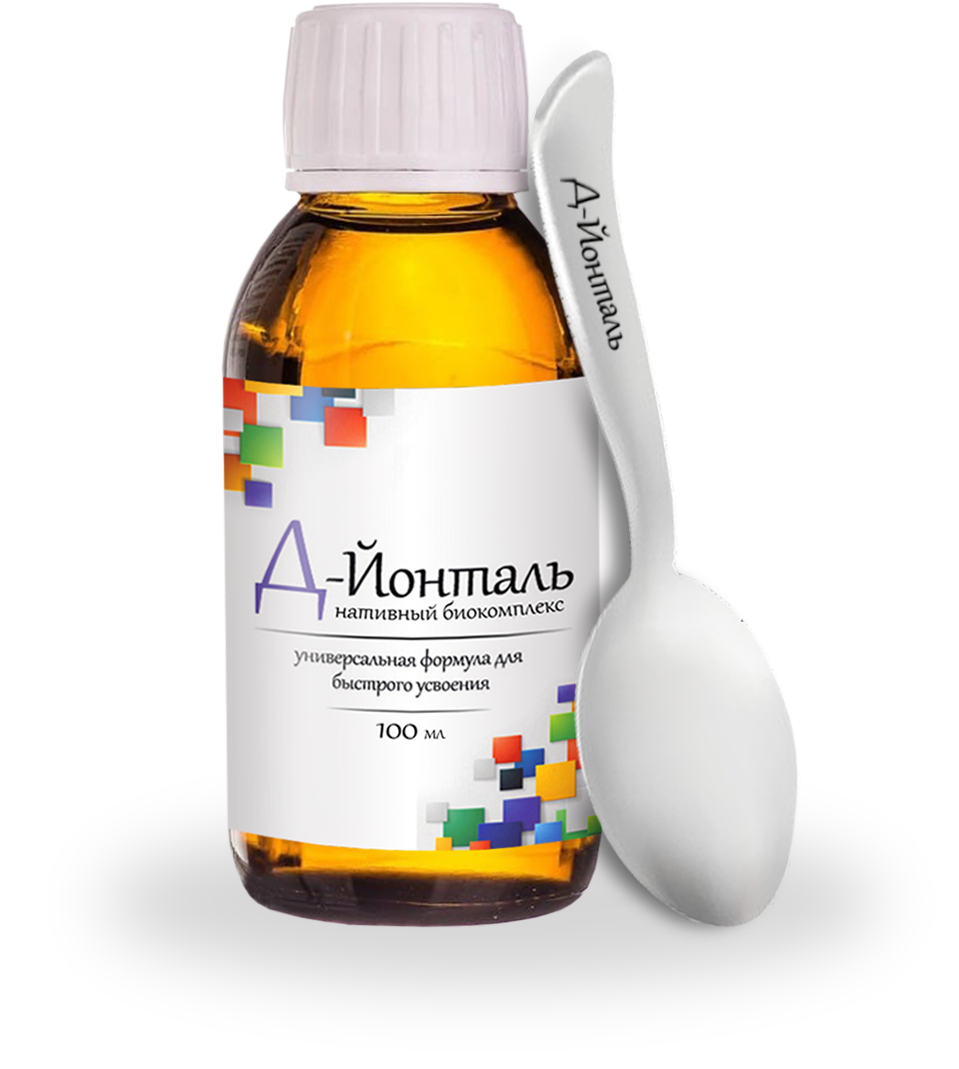 Д-Йонталь
нативный биокомплекс
универсальная формула для
быстрого усвоения
100 мл
Д-Йонталь